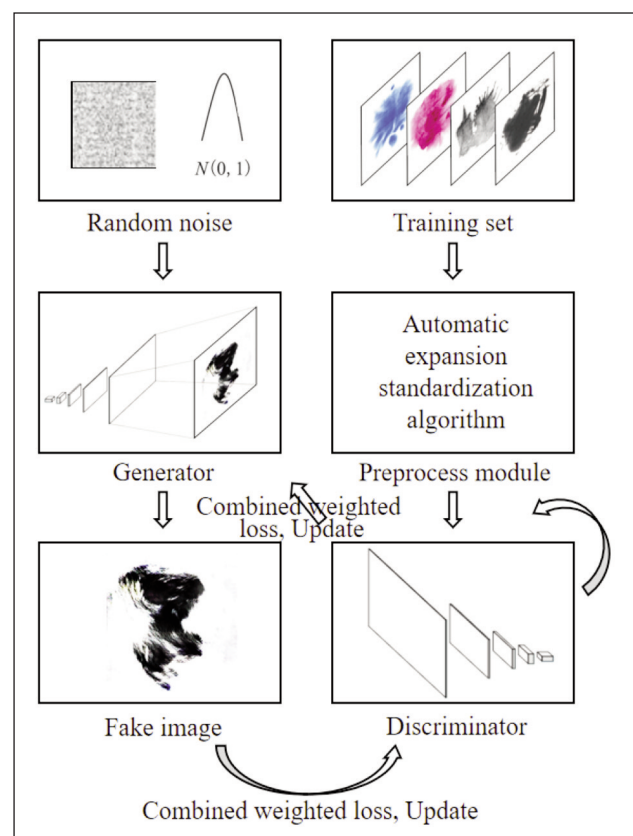 N(0, 1)
Random noise
Training set
Automatic
expansion
standardization
algorithm
Generator
Preprocess module
Combined weighted
loss, Update
Fake image
Discriminator
Combined weighted loss, Update